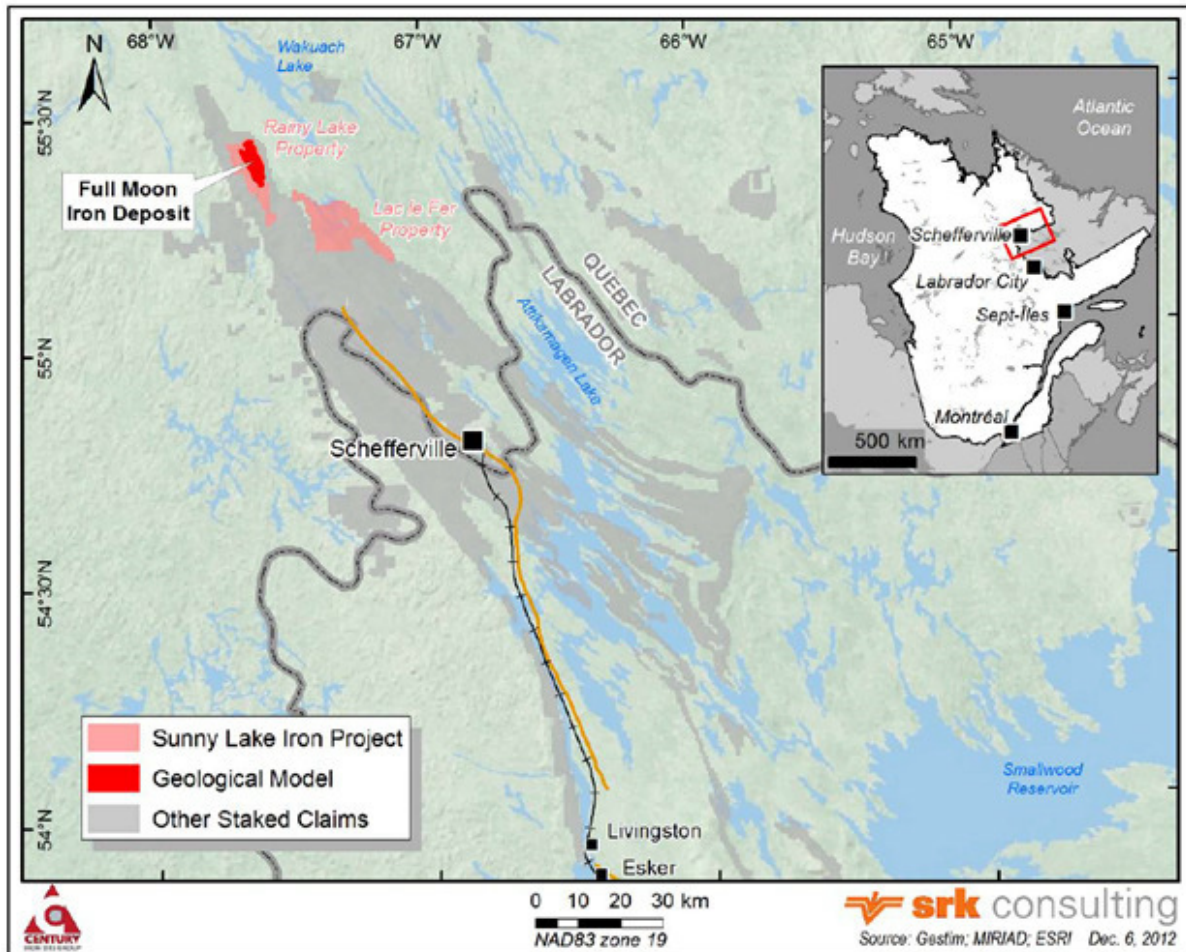 68°W
67°W
66°W
65°W
N
Wakuach
Lake
55°30'N
Rainy Lake
Property
Full Moon
Iron Deposit
Lac le Fer
Property
QUÉBEC
LABRADOR
Attikamagen Lake
55°N
Schefferville
54°30'N
54°N
Smallwood
Reservoir
Livingston
Esker
Atlantic
Ocean
Hudson
Bay
Schefferville
Labrador City
Sept-Îles
Montréal
500 km
Sunny Lake Iron Project
Geological Model
Other Staked Claims
0 10 20 30 km
NAD83 zone 19
CENTURY
srk consulting
Source: Gestim; MIRIAD; ESRI Dec. 6, 2012